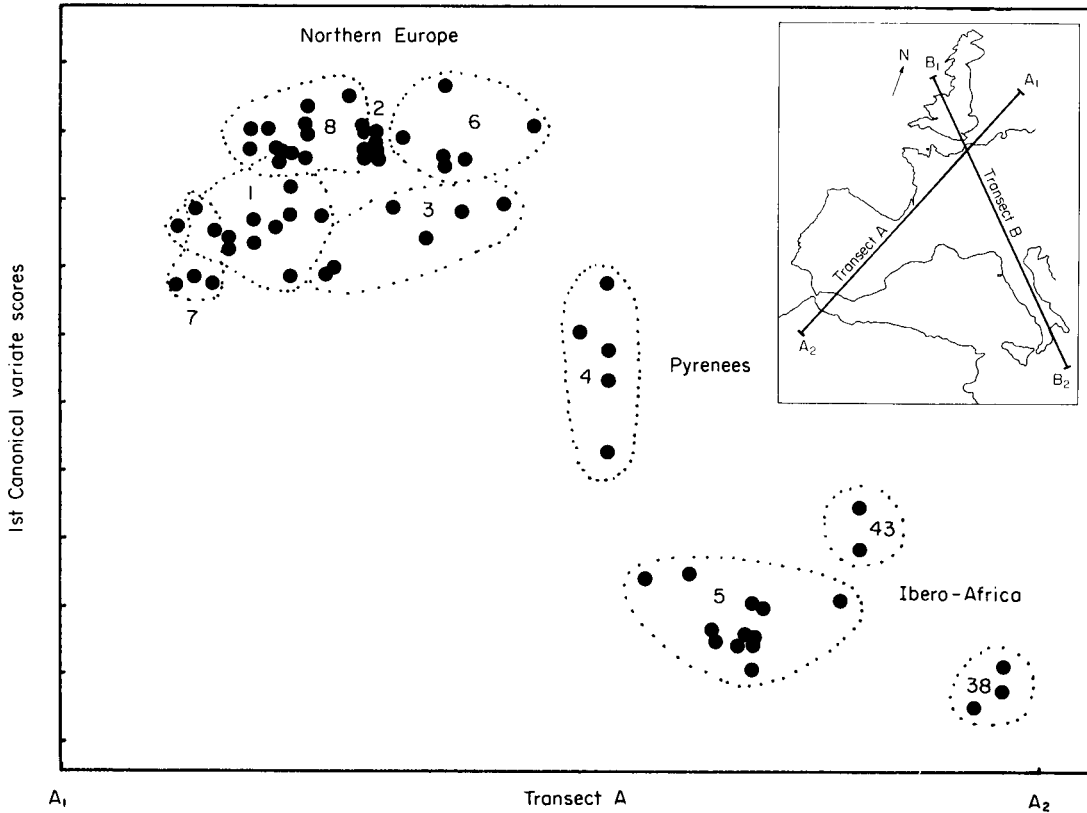 Northern Europe
8
2
6
1
3
7
4
Pyrenees
43
5
Ibero-Africa
38
1st Canonical variate scores
A₁
Transect A
A₂
N
B₁
A₁
Transect A
Transect B
A₂
B₂